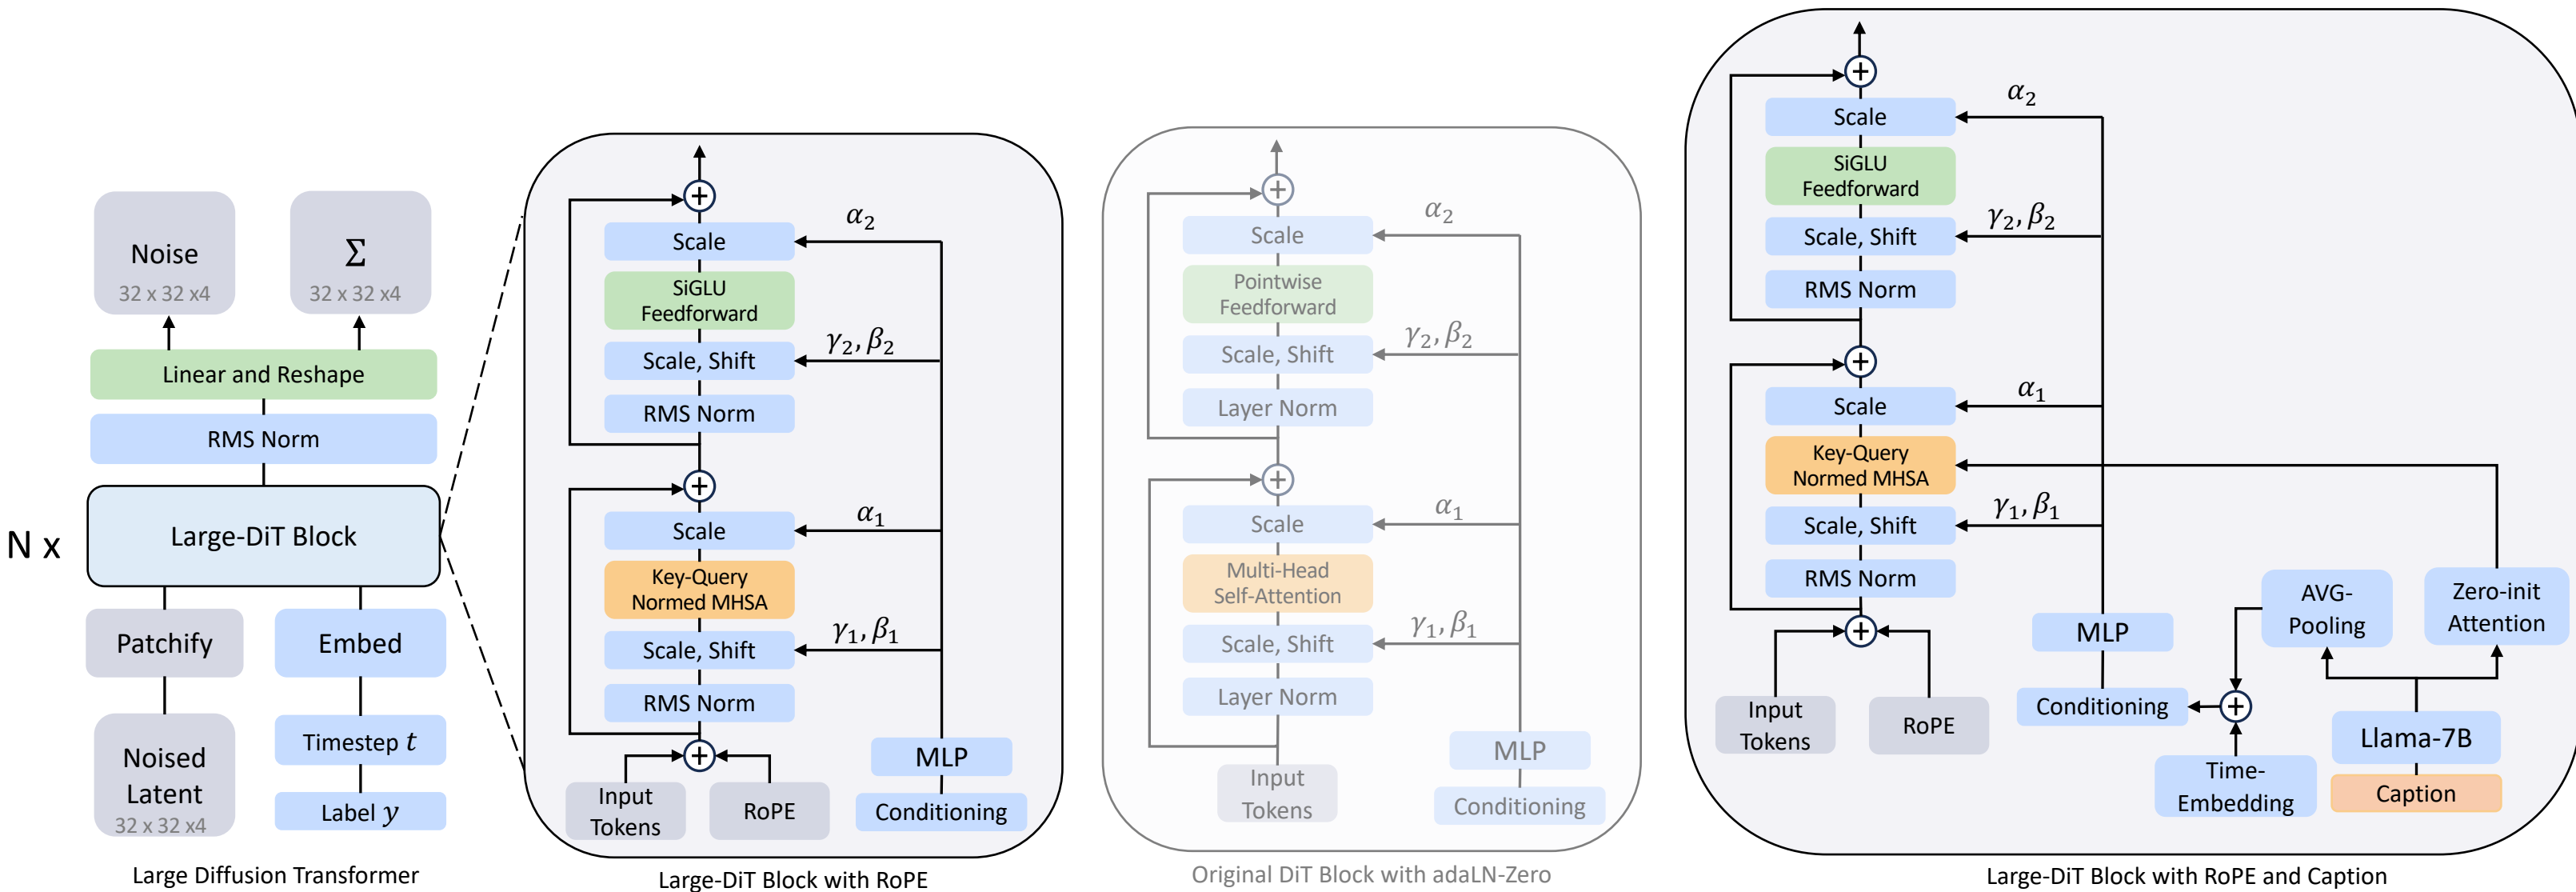 Noise
32 x 32 x4
Σ
32 x 32 x4
Linear and Reshape
RMS Norm
N x
Large-DiT Block
Patchify
Embed
Noised
Latent
32 x 32 x4
Timestep t
Label y
Large Diffusion Transformer
α₂
Scale
SiGLU
Feedforward
γ₂, β₂
Scale, Shift
RMS Norm
α₁
Scale
Key-Query
Normed MHSA
γ₁, β₁
Scale, Shift
RMS Norm
MLP
Input
Tokens
RoPE
Conditioning
Large-DiT Block with RoPE
α₂
Scale
Pointwise
Feedforward
γ₂, β₂
Scale, Shift
Layer Norm
α₁
Scale
Multi-Head
Self-Attention
γ₁, β₁
Scale, Shift
Layer Norm
MLP
Input
Tokens
Conditioning
Original DiT Block with adaLN-Zero
α₂
Scale
SiGLU
Feedforward
γ₂, β₂
Scale, Shift
RMS Norm
α₁
Scale
Key-Query
Normed MHSA
γ₁, β₁
Scale, Shift
RMS Norm
AVG-
Pooling
Zero-init
Attention
MLP
Input
Tokens
RoPE
Conditioning
Llama-7B
Time-
Embedding
Caption
Large-DiT Block with RoPE and Caption